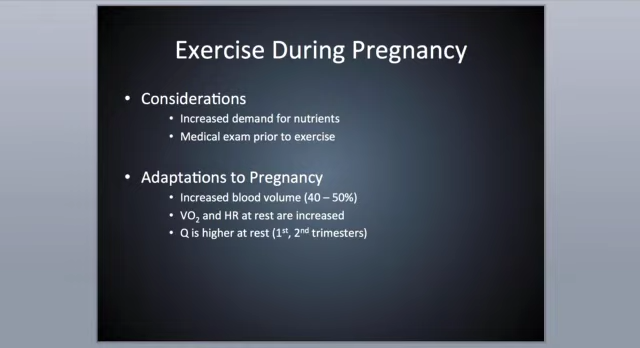 Exercise During Pregnancy
• Considerations
• Increased demand for nutrients
• Medical exam prior to exercise
• Adaptations to Pregnancy
• Increased blood volume (40 – 50%)
• VO₂ and HR at rest are increased
• Q is higher at rest (1ˢᵗ, 2ⁿᵈ trimesters)